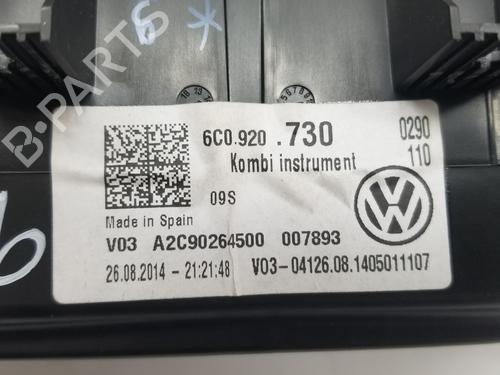 6C0.920 .730 0290
Kombi instrument 110
09S
Made in Spain
V03 A2C90264500 007893
26.08.2014 - 21:21:48 V03-04126.08.1405011107
B-PARTS